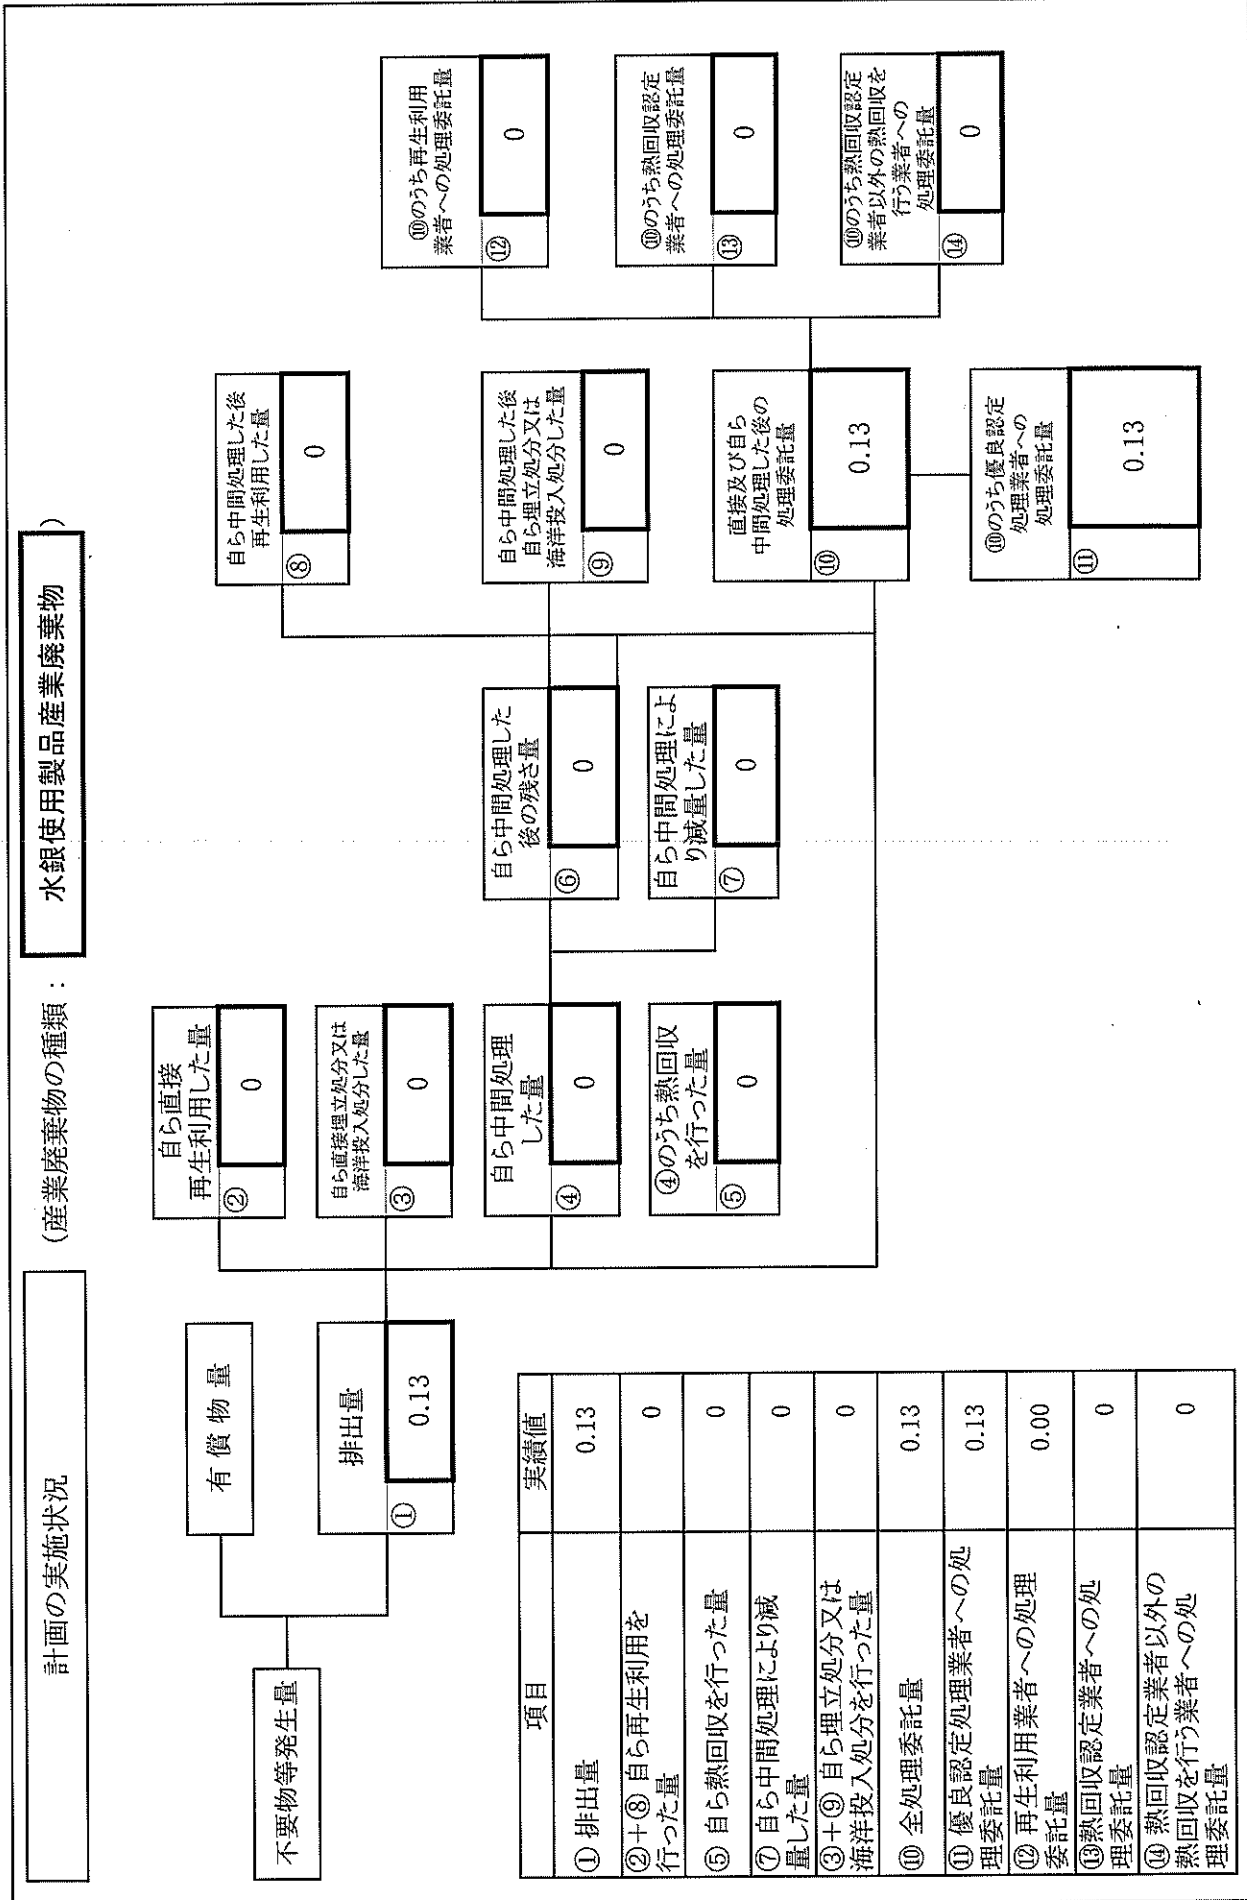 計画の実施状況
（産業廃棄物の種類：
水銀使用製品産業廃棄物
）
不要物等発生量
有 償 物 量
排出量
①
0.13
自ら直接
再生利用した量
②
0
自ら直接埋立処分又は
海洋投入処分した量
③
0
自ら中間処理
した量
④
0
④のうち熱回収
を行った量
⑤
0
自ら中間処理した
後の残さ量
⑥
0
自ら中間処理によ
り減量した量
⑦
0
自ら中間処理した後
再生利用した量
⑧
0
自ら中間処理した後
自ら埋立処分又は
海洋投入処分した量
⑨
0
直接及び自ら
中間処理した後の
処理委託量
⑩
0.13
⑩のうち優良認定
処理業者への
処理委託量
⑪
0.13
⑩のうち再生利用
業者への処理委託量
⑫
0
⑩のうち熱回収認定
業者への処理委託量
⑬
0
⑩のうち熱回収認定
業者以外の熱回収を
行う業者への
処理委託量
⑭
0
項目
実績値
① 排出量
0.13
②＋⑧ 自ら再生利用を
行った量
0
⑤ 自ら熱回収を行った量
0
⑦ 自ら中間処理により減
量した量
0
③＋⑨ 自ら埋立処分又は
海洋投入処分を行った量
0
⑩ 全処理委託量
0.13
⑪ 優良認定処理業者への処
理委託量
0.13
⑫ 再生利用業者への処理
委託量
0.00
⑬熱回収認定業者への処
理委託量
0
⑭ 熱回収認定業者以外の
熱回収を行う業者への処
理委託量
0